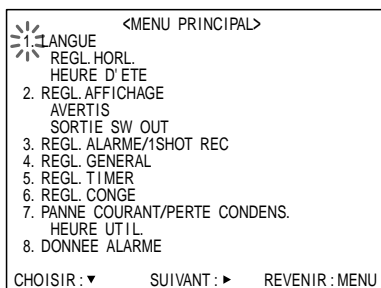 <MENU PRINCIPAL>
1. LANGUE
REGL.HORL.
HEURE D'ETE
2. REGL.AFFICHAGE
AVERTIS
SORTIE SW OUT
3. REGL. ALARME/1SHOT REC
4. REGL. GENERAL
5. REGL. TIMER
6. REGL. CONGE
7. PANNE COURANT/PERTE CONDENS.
HEURE UTIL.
8. DONNEE ALARME
CHOISIR : ▼ SUIVANT : ► REVENIR : MENU